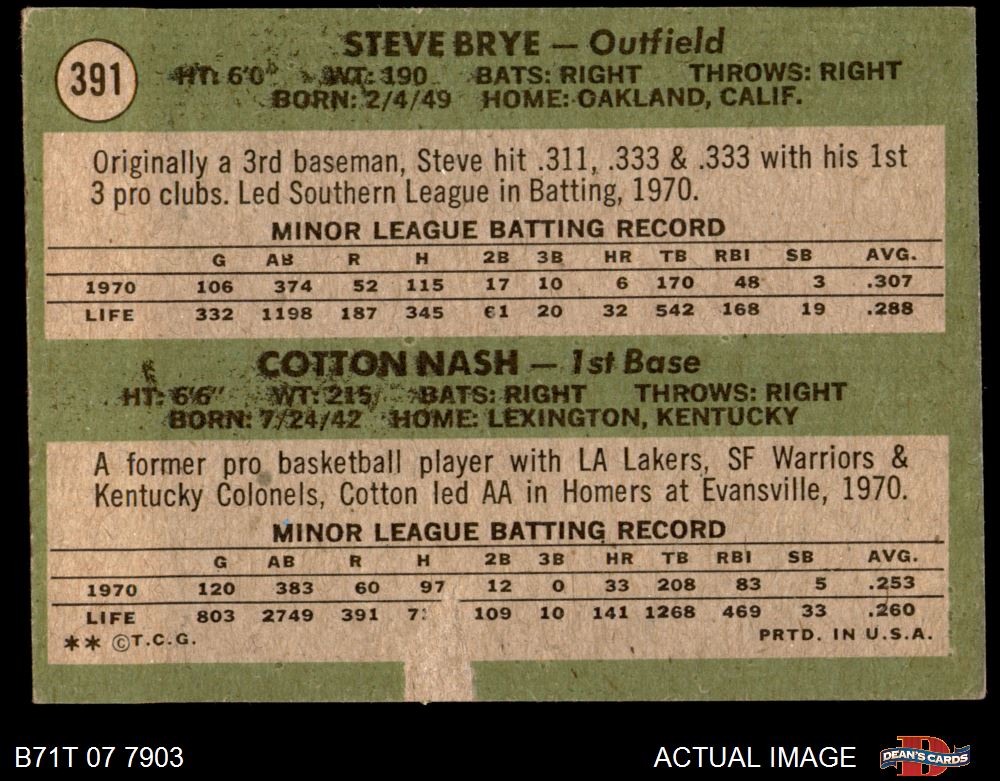 391
STEVE BRYE — Outfield
HT: 6'0" WT: 190 BATS: RIGHT THROWS: RIGHT
BORN: 2/4/49 HOME: OAKLAND, CALIF.
Originally a 3rd baseman, Steve hit .311, .333 & .333 with his 1st
3 pro clubs. Led Southern League in Batting, 1970.
MINOR LEAGUE BATTING RECORD
G AB R H 2B 3B HR TB RBI SB AVG.
1970 106 374 52 115 17 10 6 170 48 3 .307
LIFE 332 1198 187 345 61 20 32 542 168 19 .288
COTTON NASH — 1st Base
HT: 6'6" WT: 215 BATS: RIGHT THROWS: RIGHT
BORN: 7/24/42 HOME: LEXINGTON, KENTUCKY
A former pro basketball player with LA Lakers, SF Warriors &
Kentucky Colonels, Cotton led AA in Homers at Evansville, 1970.
MINOR LEAGUE BATTING RECORD
G AB R H 2B 3B HR TB RBI SB AVG.
1970 120 383 60 97 12 0 33 208 83 5 .253
LIFE 803 2749 391 109 10 141 1268 469 33 .260
** ©T.C.G. PRTD. IN U.S.A.
B71T 07 7903 ACTUAL IMAGE DEAN'S CARDS